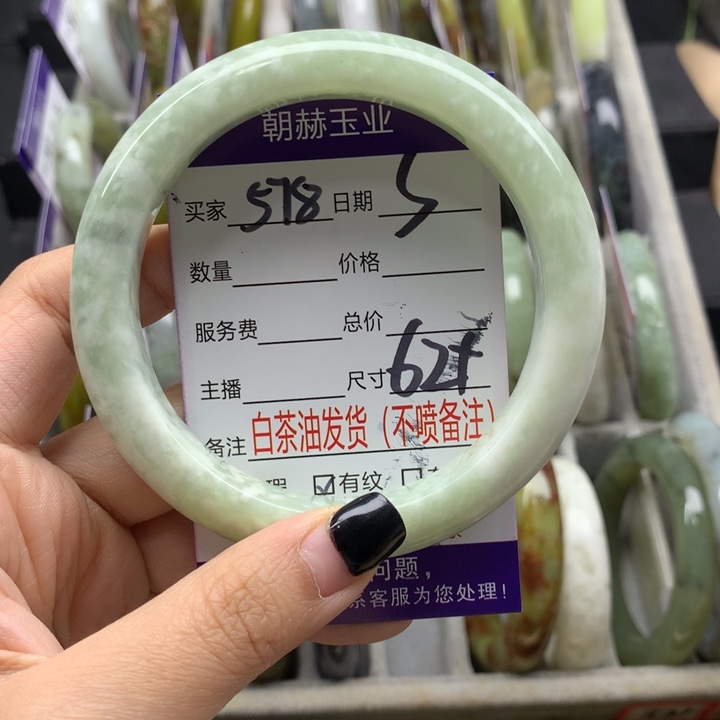 朝赫玉业
买家 578 日期 5
数量 价格
服务费 总价
主播 尺寸 62+
备注 白茶油发货（不喷备注）
理 ☑有纹 ☐
问题，
系客服为您处理!